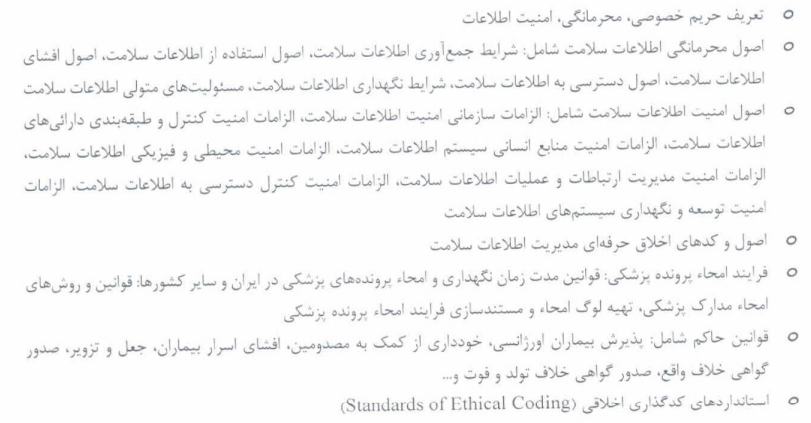 ○ تعریف حریم خصوصی، محرمانگی، امنیت اطلاعات
○ اصول محرمانگی اطلاعات سلامت شامل: شرایط جمع‌آوری اطلاعات سلامت، اصول استفاده از اطلاعات سلامت، اصول افشای
اطلاعات سلامت، اصول دسترسی به اطلاعات سلامت، شرایط نگهداری اطلاعات سلامت، مسئولیت‌های متولی اطلاعات سلامت
○ اصول امنیت اطلاعات سلامت شامل: الزامات سازمانی امنیت اطلاعات سلامت، الزامات امنیت کنترل و طبقه‌بندی دارائی‌های
اطلاعات سلامت، الزامات امنیت منابع انسانی سیستم اطلاعات سلامت، الزامات امنیت محیطی و فیزیکی اطلاعات سلامت،
الزامات امنیت مدیریت ارتباطات و عملیات اطلاعات سلامت، الزامات امنیت کنترل دسترسی به اطلاعات سلامت، الزامات
امنیت توسعه و نگهداری سیستم‌های اطلاعات سلامت
○ اصول و کدهای اخلاق حرفه‌ای مدیریت اطلاعات سلامت
○ فرایند امحاء پرونده پزشکی: قوانین مدت زمان نگهداری و امحاء پرونده‌های پزشکی در ایران و سایر کشورها: قوانین و روش‌های
امحاء مدارک پزشکی، تهیه لوگ امحاء و مستندسازی فرایند امحاء پرونده پزشکی
○ قوانین حاکم شامل: پذیرش بیماران اورژانسی، خودداری از کمک به مصدومین، افشای اسرار بیماران، جعل و تزویر، صدور
گواهی خلاف واقع، صدور گواهی خلاف تولد و فوت و...
○ استانداردهای کدگذاری اخلاقی (Standards of Ethical Coding)